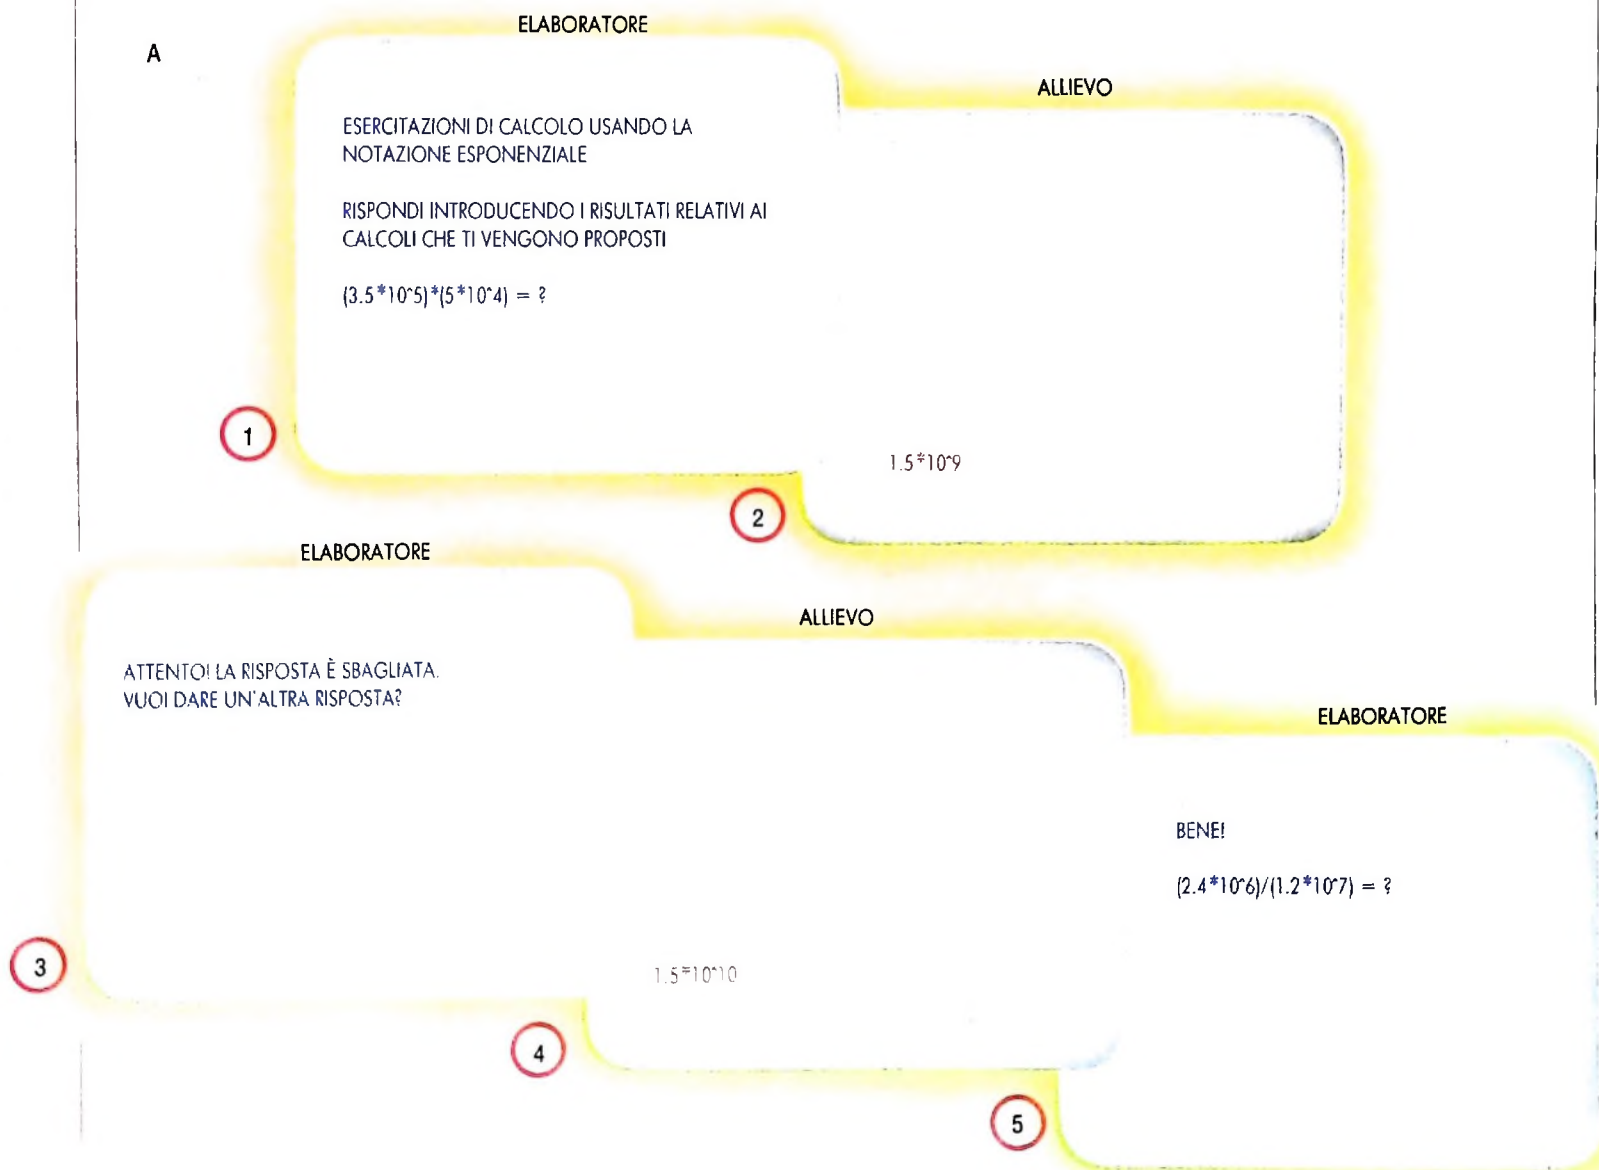 A
ELABORATORE
ESERCITAZIONI DI CALCOLO USANDO LA
NOTAZIONE ESPONENZIALE
RISPONDI INTRODUCENDO I RISULTATI RELATIVI AI
CALCOLI CHE TI VENGONO PROPOSTI
(3.5*10^5)*(5*10^4) = ?
1
ALLIEVO
1.5*10^9
2
ELABORATORE
ATTENTO! LA RISPOSTA È SBAGLIATA.
VUOI DARE UN'ALTRA RISPOSTA?
3
ALLIEVO
1.5*10^10
4
ELABORATORE
BENE!
(2.4*10^6)/(1.2*10^7) = ?
5